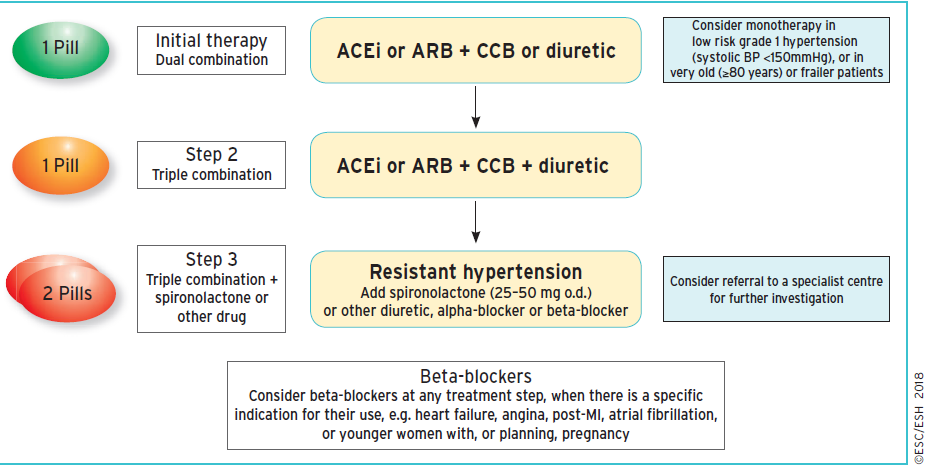 1 Pill
Initial therapy
Dual combination
ACEi or ARB + CCB or diuretic
Consider monotherapy in
low risk grade 1 hypertension
(systolic BP <150mmHg), or in
very old (≥80 years) or frailer patients
1 Pill
Step 2
Triple combination
ACEi or ARB + CCB + diuretic
2 Pills
Step 3
Triple combination +
spironolactone or
other drug
Resistant hypertension
Add spironolactone (25–50 mg o.d.)
or other diuretic, alpha-blocker or beta-blocker
Consider referral to a specialist centre
for further investigation
Beta-blockers
Consider beta-blockers at any treatment step, when there is a specific
indication for their use, e.g. heart failure, angina, post-MI, atrial fibrillation,
or younger women with, or planning, pregnancy
©ESC/ESH 2018